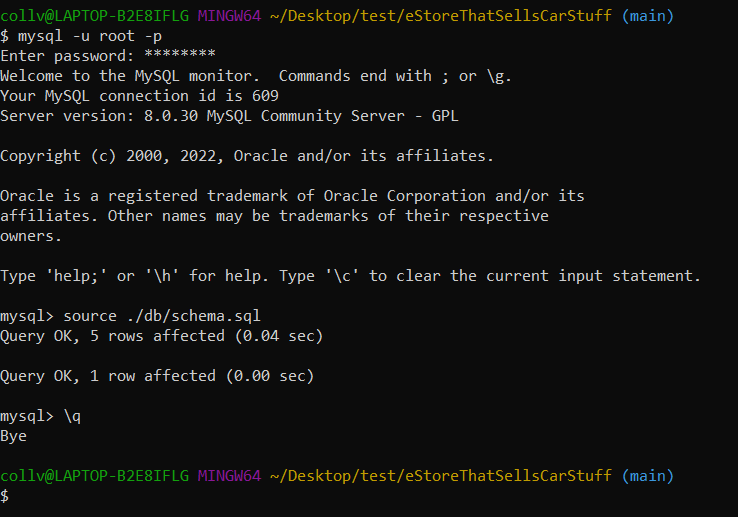 collv@LAPTOP-B2E8IFLG MINGW64 ~/Desktop/test/eStoreThatSellsCarStuff (main)
$ mysql -u root -p
Enter password: ********
Welcome to the MySQL monitor.  Commands end with ; or \g.
Your MySQL connection id is 609
Server version: 8.0.30 MySQL Community Server - GPL
Copyright (c) 2000, 2022, Oracle and/or its affiliates.
Oracle is a registered trademark of Oracle Corporation and/or its
affiliates. Other names may be trademarks of their respective
owners.
Type 'help;' or '\h' for help. Type '\c' to clear the current input statement.
mysql> source ./db/schema.sql
Query OK, 5 rows affected (0.04 sec)
Query OK, 1 row affected (0.00 sec)
mysql> \q
Bye
collv@LAPTOP-B2E8IFLG MINGW64 ~/Desktop/test/eStoreThatSellsCarStuff (main)
$